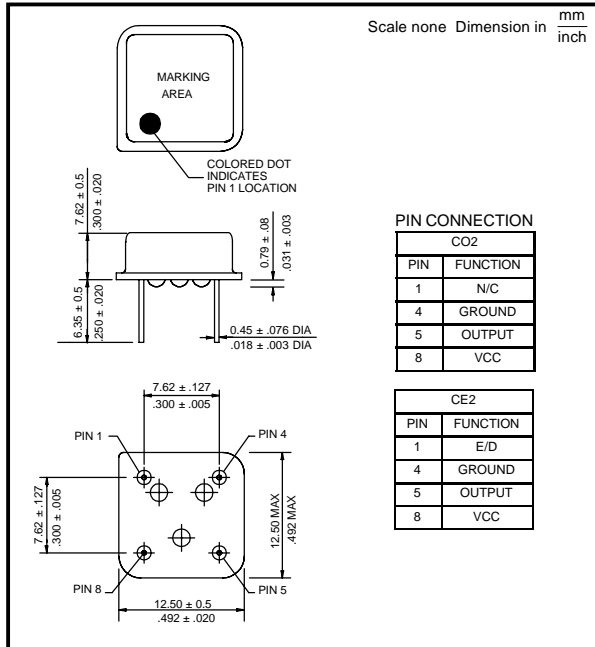 Scale none Dimension in mm
inch
MARKING
AREA
COLORED DOT
INDICATES
PIN 1 LOCATION
7.62 ± 0.5
.300 ± .020
6.35 ± 0.5
.250 ± .020
0.79 ± .08
.031 ± .003
0.45 ± .076 DIA
.018 ± .003 DIA
PIN CONNECTION
CO2
PIN FUNCTION
1 N/C
4 GROUND
5 OUTPUT
8 VCC
CE2
PIN FUNCTION
1 E/D
4 GROUND
5 OUTPUT
8 VCC
7.62 ± .127
.300 ± .005
PIN 1
PIN 4
7.62 ± .127
.300 ± .005
12.50 MAX
.492 MAX
PIN 8
PIN 5
12.50 ± 0.5
.492 ± .020